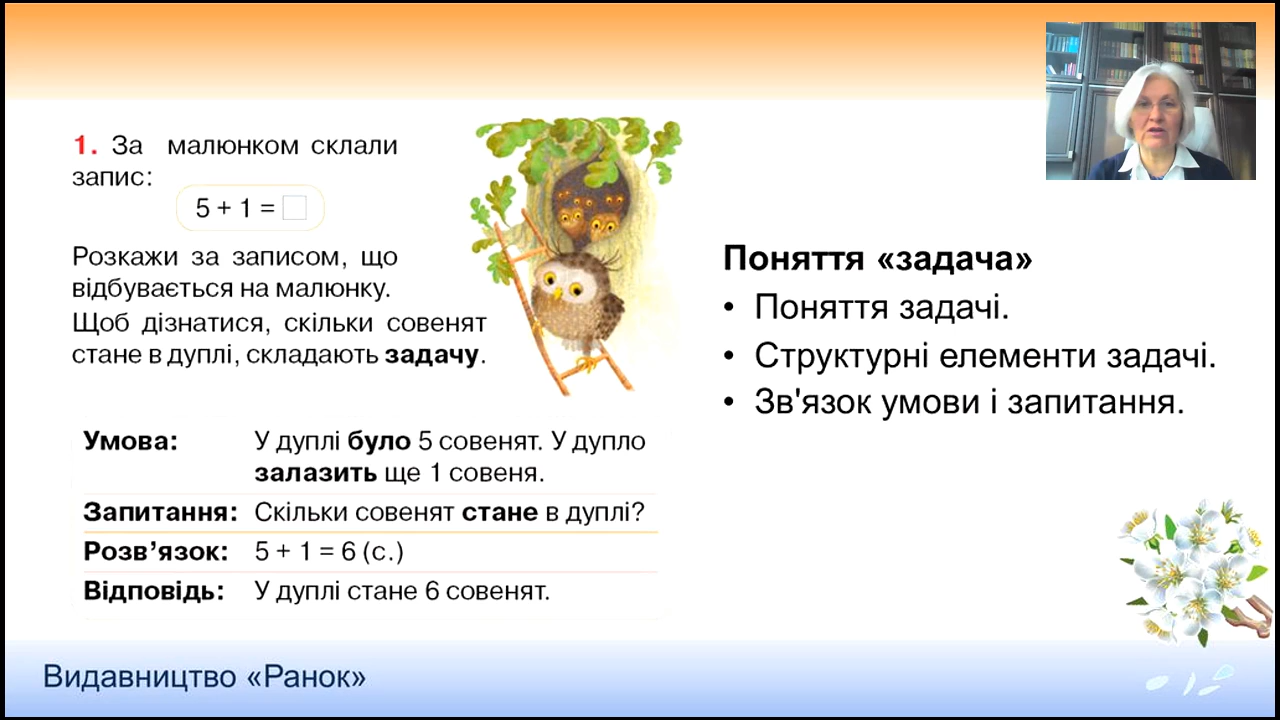 1. За малюнком склали
запис:
5 + 1 =
Розкажи за записом, що
відбувається на малюнку.
Щоб дізнатися, скільки совенят
стане в дуплі, складають задачу.
Умова: У дуплі було 5 совенят. У дупло
залазить ще 1 совеня.
Запитання: Скільки совенят стане в дуплі?
Розв’язок: 5 + 1 = 6 (с.)
Відповідь: У дуплі стане 6 совенят.
Поняття «задача»
• Поняття задачі.
• Структурні елементи задачі.
• Зв'язок умови і запитання.
Видавництво «Ранок»